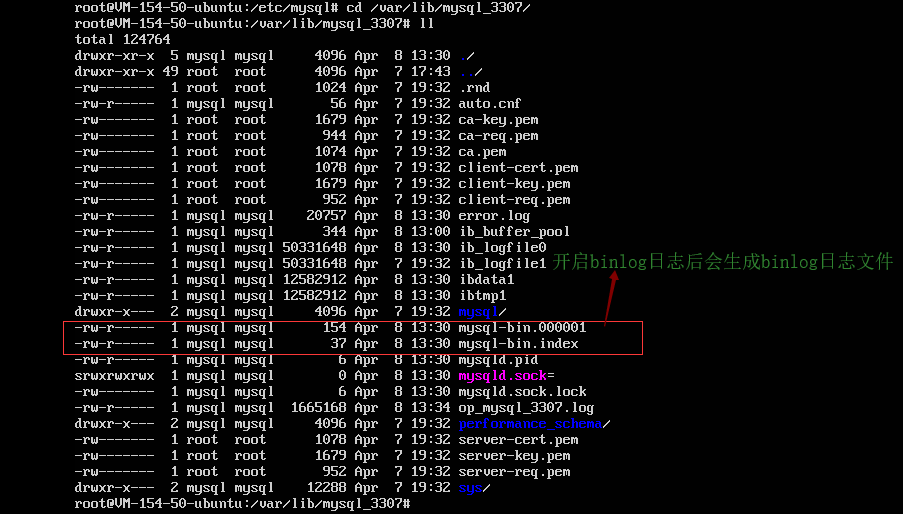 root@VM-154-50-ubuntu:/etc/mysql# cd /var/lib/mysql_3307/
root@VM-154-50-ubuntu:/var/lib/mysql_3307# ll
total 124764
drwxr-xr-x  5 mysql mysql     4096 Apr  8 13:30 ./
drwxr-xr-x 49 root  root      4096 Apr  7 17:43 ../
-rw-------  1 root  root      1024 Apr  7 19:32 .rnd
-rw-r-----  1 mysql mysql       56 Apr  7 19:32 auto.cnf
-rw-------  1 root  root      1679 Apr  7 19:32 ca-key.pem
-rw-------  1 root  root       944 Apr  7 19:32 ca-req.pem
-rw-------  1 root  root      1074 Apr  7 19:32 ca.pem
-rw-------  1 root  root      1078 Apr  7 19:32 client-cert.pem
-rw-------  1 root  root      1679 Apr  7 19:32 client-key.pem
-rw-------  1 root  root       952 Apr  7 19:32 client-req.pem
-rw-r-----  1 mysql mysql    20757 Apr  8 13:30 error.log
-rw-r-----  1 mysql mysql      344 Apr  8 13:00 ib_buffer_pool
-rw-r-----  1 mysql mysql 50331648 Apr  8 13:30 ib_logfile0
-rw-r-----  1 mysql mysql 50331648 Apr  7 19:32 ib_logfile1 开启binlog日志后会生成binlog日志文件
-rw-r-----  1 mysql mysql 12582912 Apr  8 13:30 ibdata1
-rw-r-----  1 mysql mysql 12582912 Apr  8 13:30 ibtmp1
drwxr-x---  2 mysql mysql     4096 Apr  7 19:32 mysql/
-rw-r-----  1 mysql mysql      154 Apr  8 13:30 mysql-bin.000001
-rw-r-----  1 mysql mysql       37 Apr  8 13:30 mysql-bin.index
-rw-r-----  1 mysql mysql        6 Apr  8 13:30 mysqld.pid
srwxrwxrwx  1 mysql mysql        0 Apr  8 13:30 mysqld.sock=
-rw-------  1 mysql mysql        6 Apr  8 13:30 mysqld.sock.lock
-rw-r-----  1 mysql mysql  1665168 Apr  8 13:34 op_mysql_3307.log
drwxr-x---  2 mysql mysql     4096 Apr  7 19:32 performance_schema/
-rw-------  1 root  root      1078 Apr  7 19:32 server-cert.pem
-rw-------  1 root  root      1679 Apr  7 19:32 server-key.pem
-rw-------  1 root  root       952 Apr  7 19:32 server-req.pem
drwxr-x---  2 mysql mysql    12288 Apr  7 19:32 sys/
root@VM-154-50-ubuntu:/var/lib/mysql_3307#